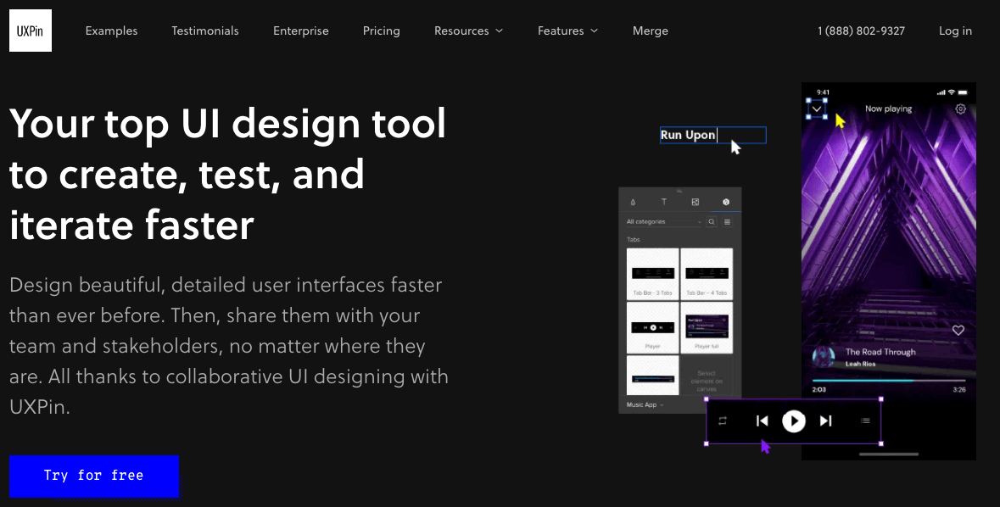 UXPin
Examples
Testimonials
Enterprise
Pricing
Resources
Features
Merge
1 (888) 802-9327
Log in
Your top UI design tool
to create, test, and
iterate faster
Design beautiful, detailed user interfaces faster
than ever before. Then, share them with your
team and stakeholders, no matter where they
are. All thanks to collaborative UI designing with
UXPin.
Try for free
Run Upon
All categories
Tabs
Tab Bar - 3 Tabs
Tab Bar - 4 Tabs
Player
Player full
Select
element on
canvas
Music App
9:41
Now playing
The Road Through
Leah Rios
2:03
3:26